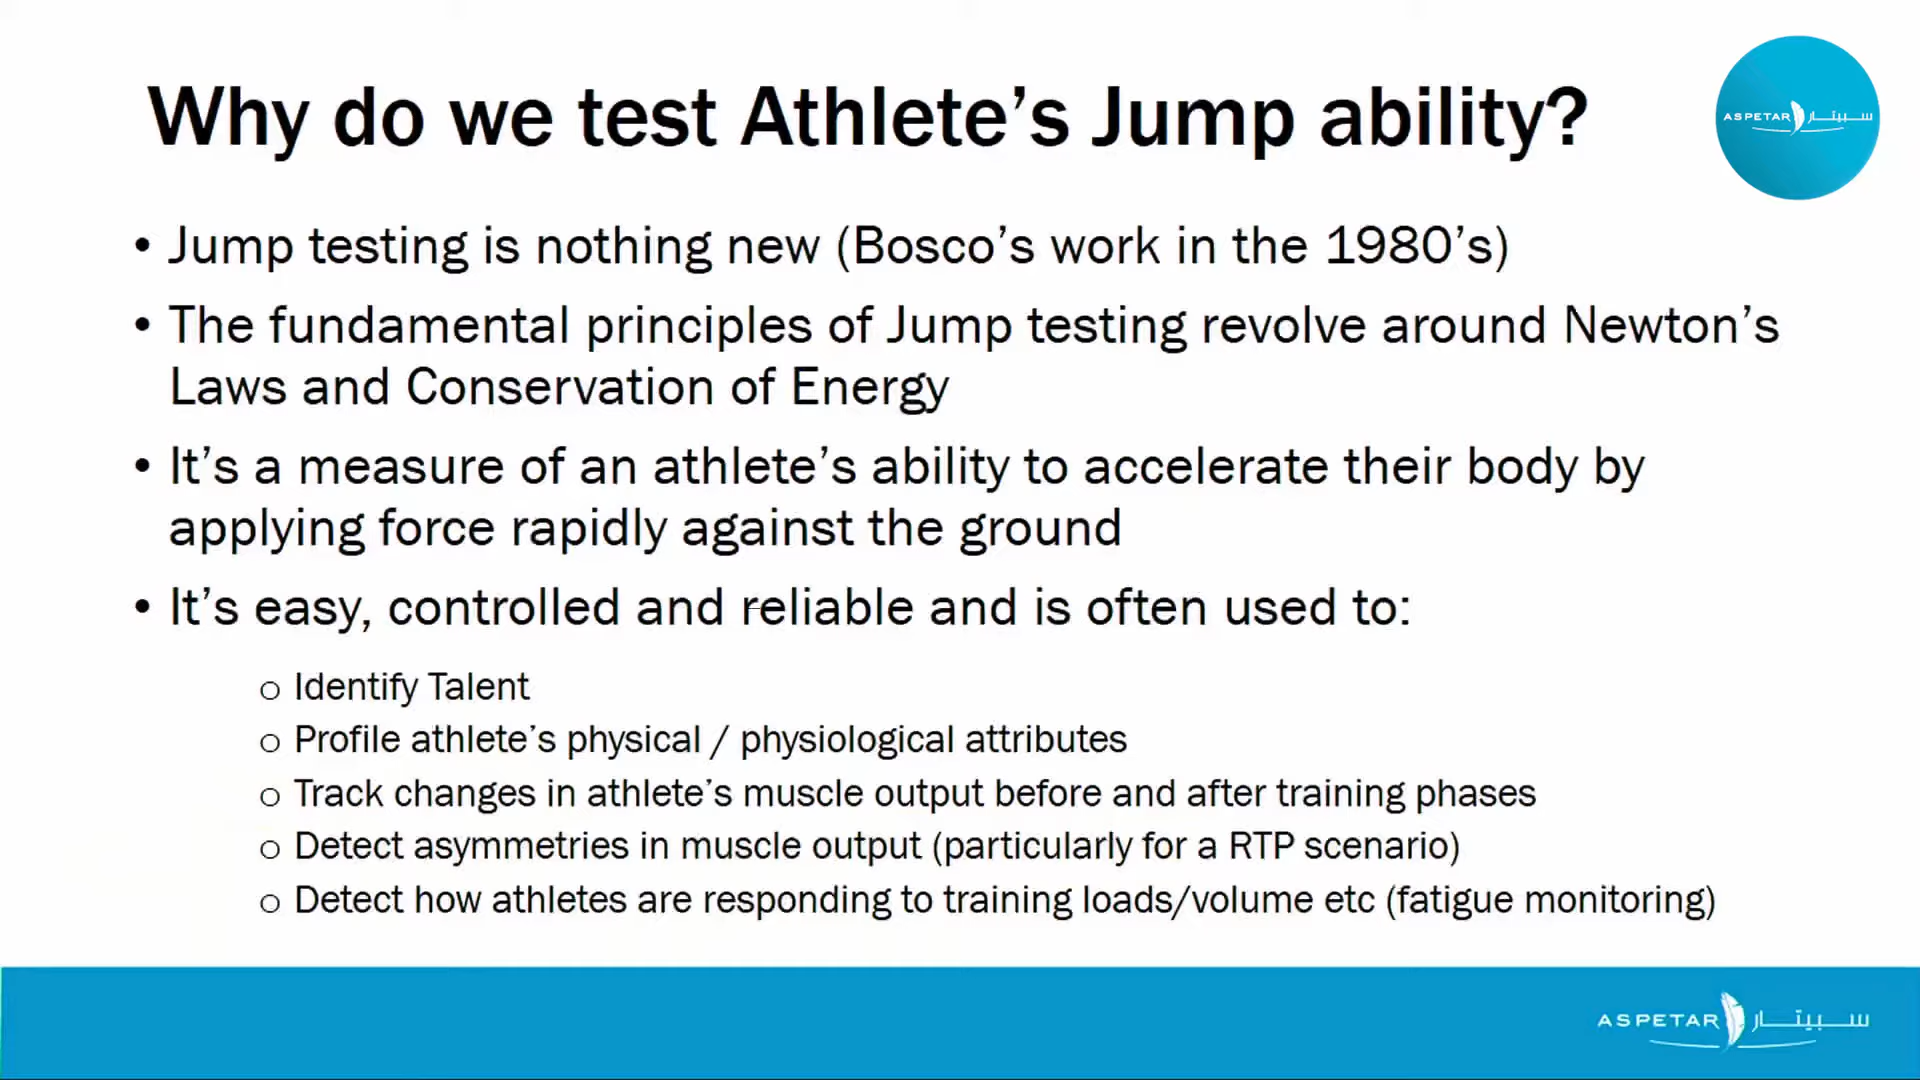 Why do we test Athlete’s Jump ability?
ASPETAR سبيتار
• Jump testing is nothing new (Bosco’s work in the 1980’s)
• The fundamental principles of Jump testing revolve around Newton’s
Laws and Conservation of Energy
• It’s a measure of an athlete’s ability to accelerate their body by
applying force rapidly against the ground
• It’s easy, controlled and reliable and is often used to:
o Identify Talent
o Profile athlete’s physical / physiological attributes
o Track changes in athlete’s muscle output before and after training phases
o Detect asymmetries in muscle output (particularly for a RTP scenario)
o Detect how athletes are responding to training loads/volume etc (fatigue monitoring)
ASPETAR سبيتار